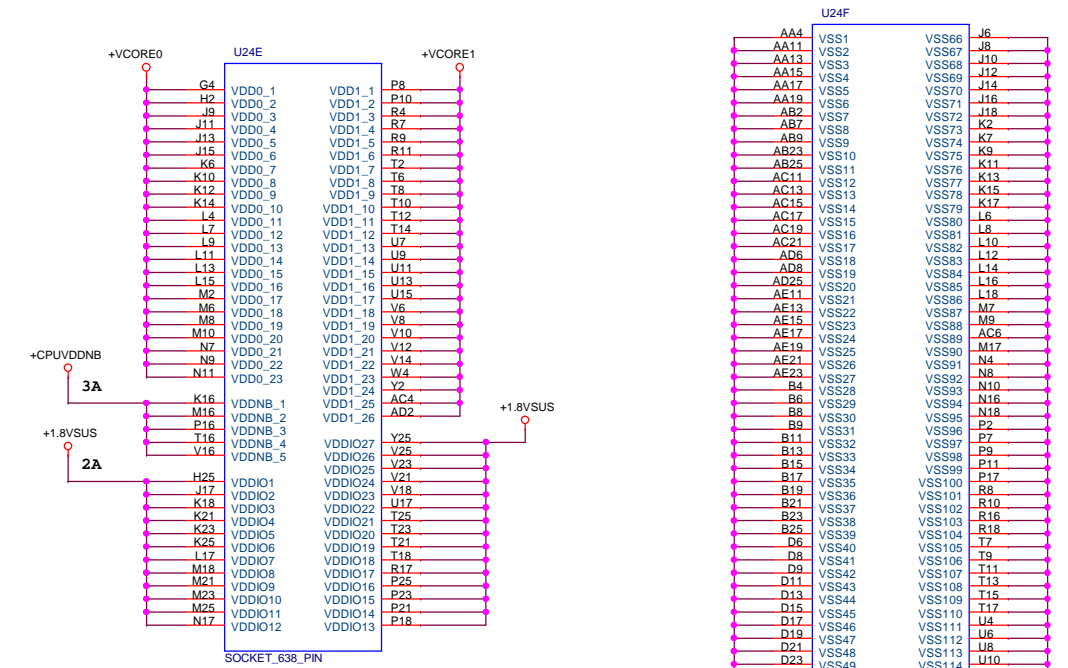 U24E
+VCORE0 +VCORE1
G4 VDD0_1 VDD1_1 P8
H2 VDD0_2 VDD1_2 P10
J9 VDD0_3 VDD1_3 R4
J11 VDD0_4 VDD1_4 R7
J13 VDD0_5 VDD1_5 R9
J15 VDD0_6 VDD1_6 R11
K6 VDD0_7 VDD1_7 T2
K10 VDD0_8 VDD1_8 T6
K12 VDD0_9 VDD1_9 T8
K14 VDD0_10 VDD1_10 T10
L4 VDD0_11 VDD1_11 T12
L7 VDD0_12 VDD1_12 T14
L9 VDD0_13 VDD1_13 U7
L11 VDD0_14 VDD1_14 U9
L13 VDD0_15 VDD1_15 U11
L15 VDD0_16 VDD1_16 U13
M2 VDD0_17 VDD1_17 U15
M6 VDD0_18 VDD1_18 V6
M8 VDD0_19 VDD1_19 V8
M10 VDD0_20 VDD1_20 V10
N7 VDD0_21 VDD1_21 V12
N9 VDD0_22 VDD1_22 V14
N11 VDD0_23 VDD1_23 W4
+CPUVDDNB
3A
VDD1_24 Y2
K16 VDDNB_1 VDD1_25 AC4
M16 VDDNB_2 VDD1_26 AD2
P16 VDDNB_3
+1.8VSUS
T16 VDDNB_4 VDDIO27 Y25
V16 VDDNB_5 VDDIO26 V25
+1.8VSUS
2A
VDDIO25 V23
H25 VDDIO1 VDDIO24 V21
J17 VDDIO2 VDDIO23 V18
K18 VDDIO3 VDDIO22 U17
K21 VDDIO4 VDDIO21 T25
K23 VDDIO5 VDDIO20 T23
K25 VDDIO6 VDDIO19 T21
L17 VDDIO7 VDDIO18 T18
M18 VDDIO8 VDDIO17 R17
M21 VDDIO9 VDDIO16 P25
M23 VDDIO10 VDDIO15 P23
M25 VDDIO11 VDDIO14 P21
N17 VDDIO12 VDDIO13 P18
SOCKET_638_PIN
U24F
AA4 VSS1 VSS66 J6
AA11 VSS2 VSS67 J8
AA13 VSS3 VSS68 J10
AA15 VSS4 VSS69 J12
AA17 VSS5 VSS70 J14
AA19 VSS6 VSS71 J16
AB2 VSS7 VSS72 J18
AB7 VSS8 VSS73 K2
AB9 VSS9 VSS74 K7
AB23 VSS10 VSS75 K9
AB25 VSS11 VSS76 K11
AC11 VSS12 VSS77 K13
AC13 VSS13 VSS78 K15
AC15 VSS14 VSS79 K17
AC17 VSS15 VSS80 L6
AC19 VSS16 VSS81 L8
AC21 VSS17 VSS82 L10
AD6 VSS18 VSS83 L12
AD8 VSS19 VSS84 L14
AD25 VSS20 VSS85 L16
AE11 VSS21 VSS86 L18
AE13 VSS22 VSS87 M7
AE15 VSS23 VSS88 M9
AE17 VSS24 VSS89 AC6
AE19 VSS25 VSS90 M17
AE21 VSS26 VSS91 N4
AE23 VSS27 VSS92 N8
B4 VSS28 VSS93 N10
B6 VSS29 VSS94 N16
B8 VSS30 VSS95 N18
B9 VSS31 VSS96 P2
B11 VSS32 VSS97 P7
B13 VSS33 VSS98 P9
B15 VSS34 VSS99 P11
B17 VSS35 VSS100 P17
B19 VSS36 VSS101 R8
B21 VSS37 VSS102 R10
B23 VSS38 VSS103 R16
B25 VSS39 VSS104 R18
D6 VSS40 VSS105 T7
D8 VSS41 VSS106 T9
D9 VSS42 VSS107 T11
D11 VSS43 VSS108 T13
D13 VSS44 VSS109 T15
D15 VSS45 VSS110 T17
D17 VSS46 VSS111 U4
D19 VSS47 VSS112 U6
D21 VSS48 VSS113 U8
D23 VSS49 VSS114 U10